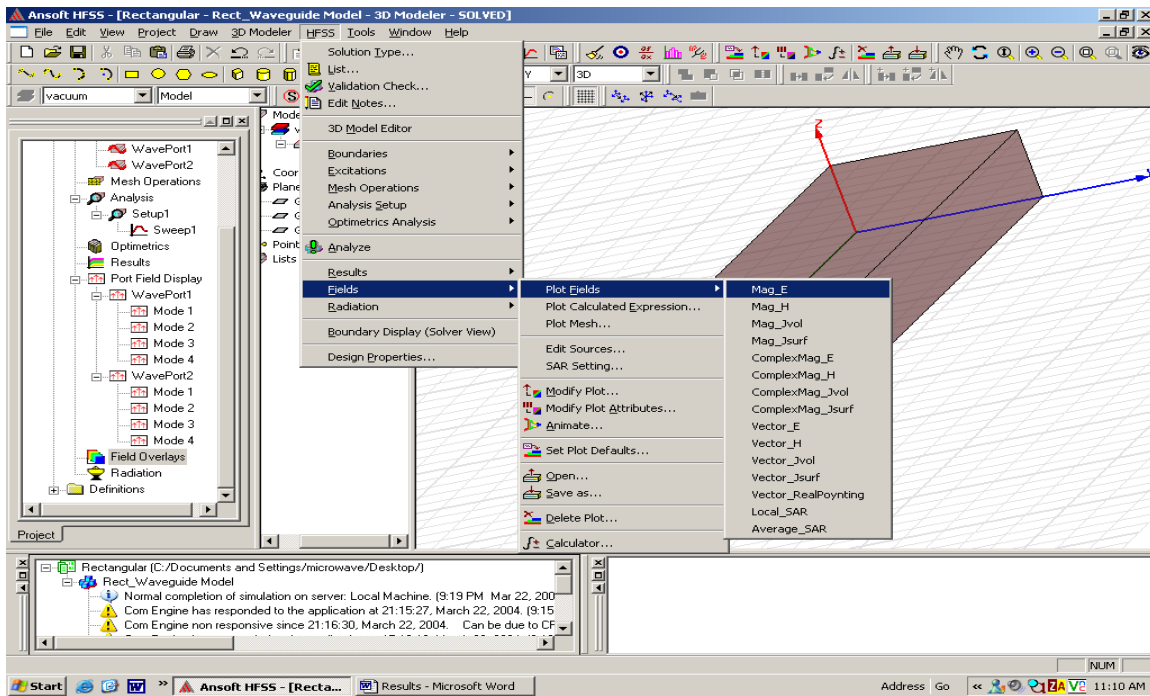 Ansoft HFSS - [Rectangular - Rect_Waveguide Model - 3D Modeler - SOLVED]
File Edit View Project Draw 3D Modeler HFSS Tools Window Help
Y 3D
vacuum Model
Solution Type...
List...
Validation Check...
Edit Notes...
3D Model Editor
Boundaries
Excitations
Mesh Operations
Analysis Setup
Optimetrics Analysis
Analyze
Results
Fields
Radiation
Boundary Display (Solver View)
Design Properties...
Plot Fields
Plot Calculated Expression...
Plot Mesh...
Edit Sources...
SAR Setting...
Modify Plot...
Modify Plot Attributes...
Animate...
Set Plot Defaults...
Open...
Save as...
Delete Plot...
Calculator...
Mag_E
Mag_H
Mag_Jvol
Mag_Jsurf
ComplexMag_E
ComplexMag_H
ComplexMag_Jvol
ComplexMag_Jsurf
Vector_E
Vector_H
Vector_Jvol
Vector_Jsurf
Vector_RealPoynting
Local_SAR
Average_SAR
WavePort1
WavePort2
Mesh Operations
Analysis
Setup1
Sweep1
Optimetrics
Results
Port Field Display
WavePort1
Mode 1
Mode 2
Mode 3
Mode 4
WavePort2
Mode 1
Mode 2
Mode 3
Mode 4
Field Overlays
Radiation
Definitions
Project
Mode
Coor
Plane
Point
Lists
Z
Rectangular (C:/Documents and Settings/microwave/Desktop/)
Rect_Waveguide Model
Normal completion of simulation on server: Local Machine. (9:19 PM Mar 22, 200
Com Engine has responded to the application at 21:15:27, March 22, 2004. (9:15
Com Engine non responsive since 21:16:30, March 22, 2004. Can be due to CF
NUM
Start Ansoft HFSS - [Recta... Results - Microsoft Word Address Go 11:10 AM